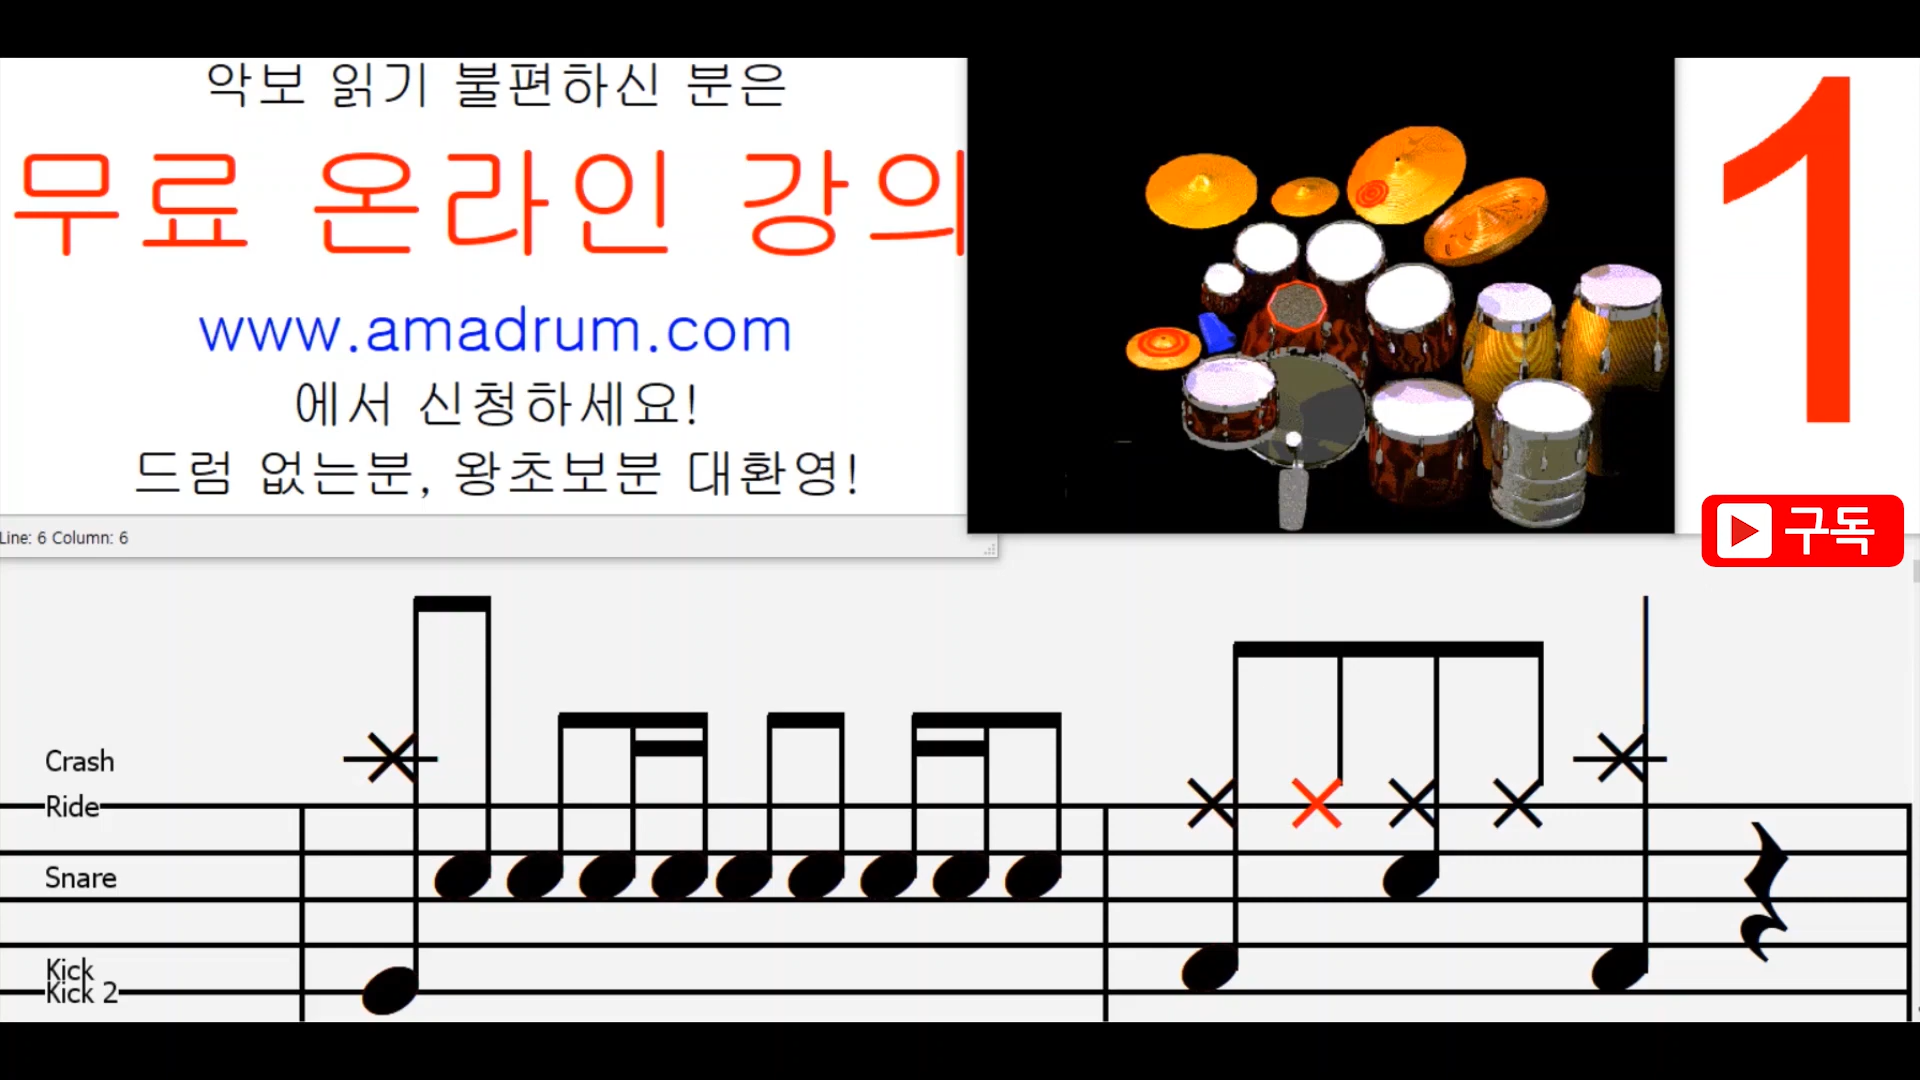 악보 읽기 불편하신 분은
무료 온라인 강의
www.amadrum.com
에서 신청하세요!
드럼 없는분, 왕초보분 대환영!
Line: 6 Column: 6
1
구독
Crash
Ride
Snare
Kick
Kick 2